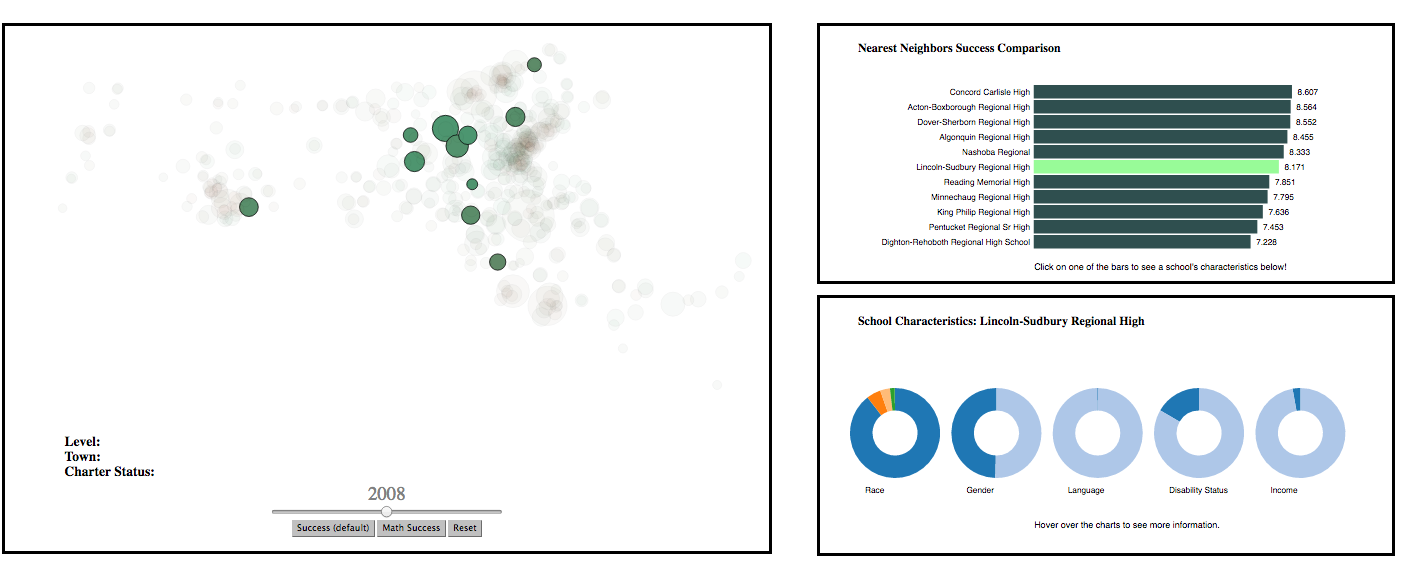 Level:
Town:
Charter Status:
2008
Success (default) Math Success Reset
Nearest Neighbors Success Comparison
Concord Carlisle High 8.607
Acton-Boxborough Regional High 8.564
Dover-Sherborn Regional High 8.552
Algonquin Regional High 8.455
Nashoba Regional 8.333
Lincoln-Sudbury Regional High 8.171
Reading Memorial High 7.851
Minnechaug Regional High 7.795
King Philip Regional High 7.636
Pentucket Regional Sr High 7.453
Dighton-Rehoboth Regional High School 7.228
Click on one of the bars to see a school's characteristics below!
School Characteristics: Lincoln-Sudbury Regional High
Race Gender Language Disability Status Income
Hover over the charts to see more information.